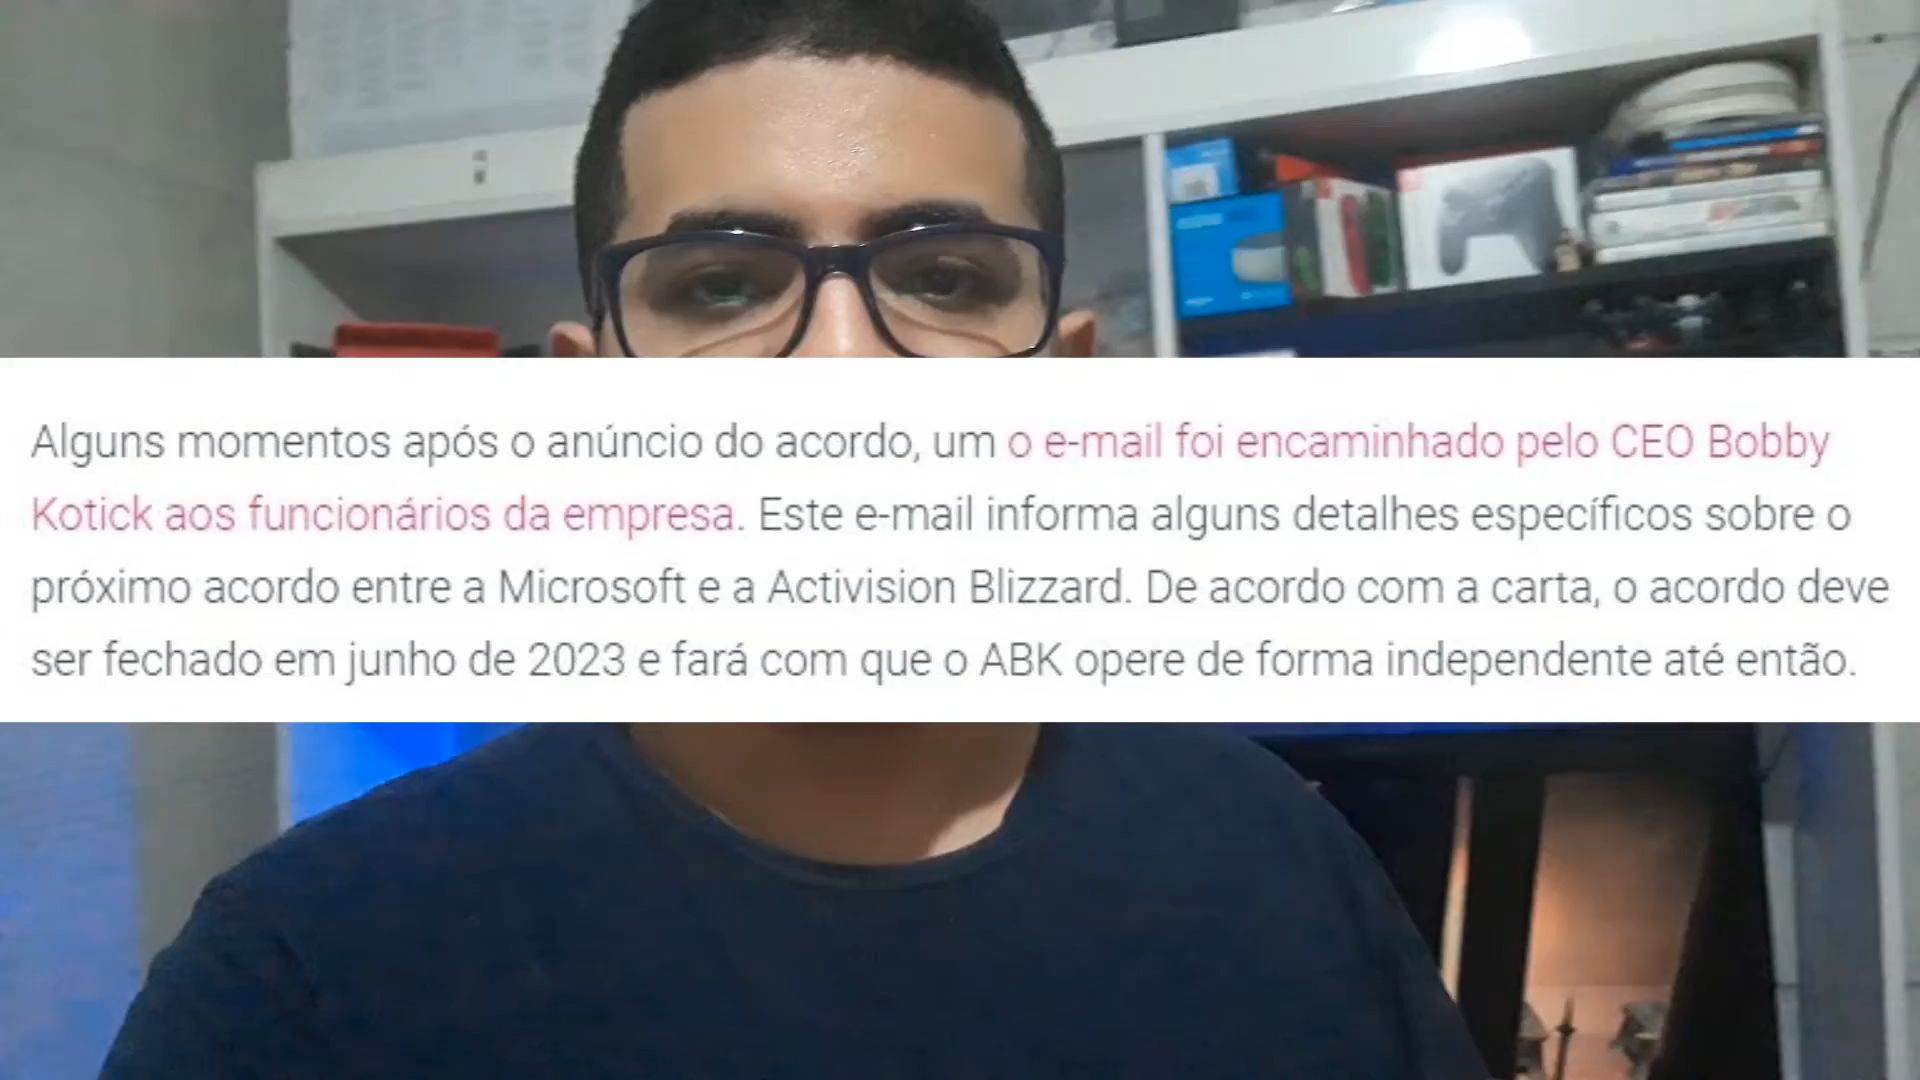 Alguns momentos após o anúncio do acordo, um o e-mail foi encaminhado pelo CEO Bobby
Kotick aos funcionários da empresa. Este e-mail informa alguns detalhes específicos sobre o
próximo acordo entre a Microsoft e a Activision Blizzard. De acordo com a carta, o acordo deve
ser fechado em junho de 2023 e fará com que o ABK opere de forma independente até então.